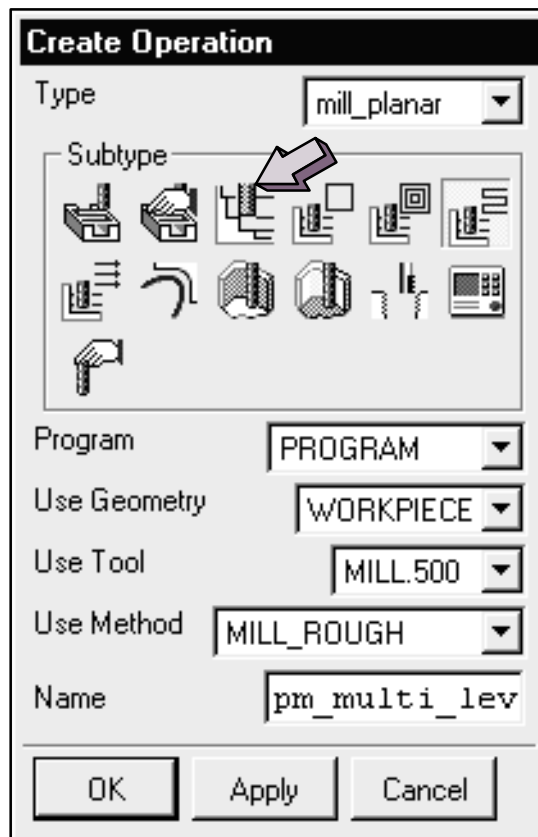 Create Operation
Type mill_planar
Subtype
Program PROGRAM
Use Geometry WORKPIECE
Use Tool MILL.500
Use Method MILL_ROUGH
Name pm_multi_lev
OK Apply Cancel